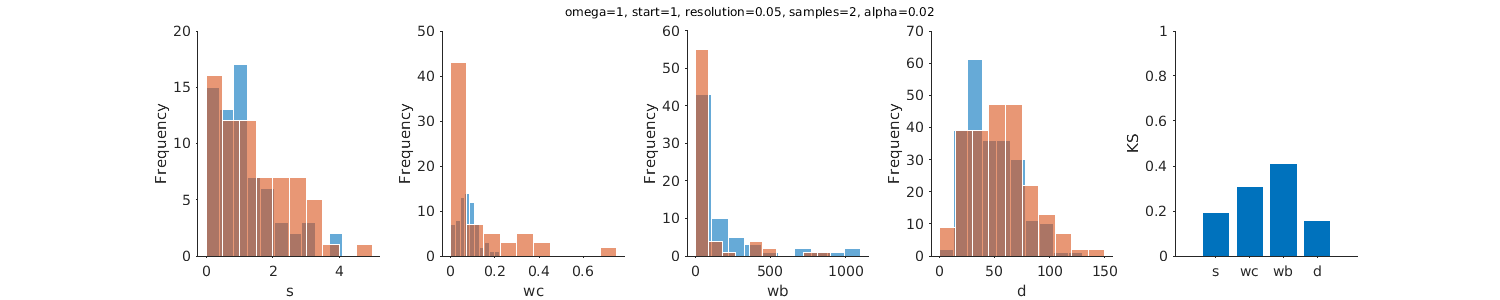 omega=1, start=1, resolution=0.05, samples=2, alpha=0.02
20
15
10
5
0
Frequency
0 2 4
s
50
40
30
20
10
0
Frequency
0 0.2 0.4 0.6
wc
60
50
40
30
20
10
0
Frequency
0 500 1000
wb
70
60
50
40
30
20
10
0
Frequency
0 50 100 150
d
1
0.8
0.6
0.4
0.2
0
KS
s wc wb d